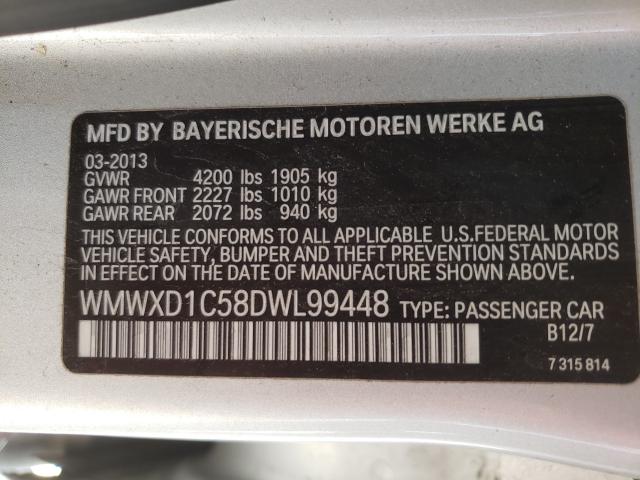 MFD BY BAYERISCHE MOTOREN WERKE AG
03-2013
GVWR 4200 lbs 1905 kg
GAWR FRONT 2227 lbs 1010 kg
GAWR REAR 2072 lbs 940 kg
THIS VEHICLE CONFORMS TO ALL APPLICABLE U.S.FEDERAL MOTOR
VEHICLE SAFETY, BUMPER AND THEFT PREVENTION STANDARDS
IN EFFECT ON DATE OF MANUFACTURE SHOWN ABOVE.
WMWXD1C58DWL99448 TYPE: PASSENGER CAR
B12/7
7 315 814